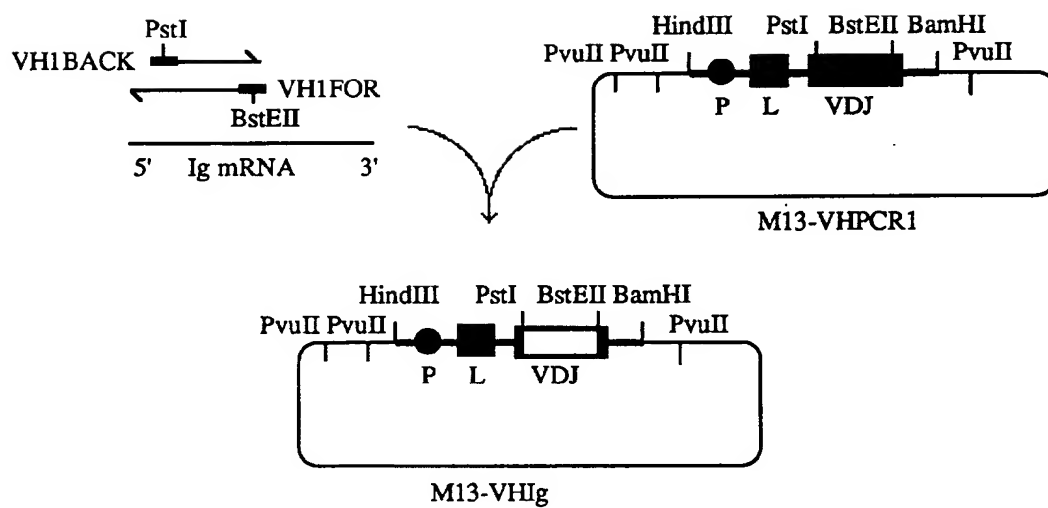 PstI
VH1BACK
VH1FOR
BstEII
5' Ig mRNA 3'
HindIII PstI BstEII BamHI
PvuII PvuII PvuII
P L VDJ
M13-VHPCR1
HindIII PstI BstEII BamHI
PvuII PvuII PvuII
P L VDJ
M13-VHIg